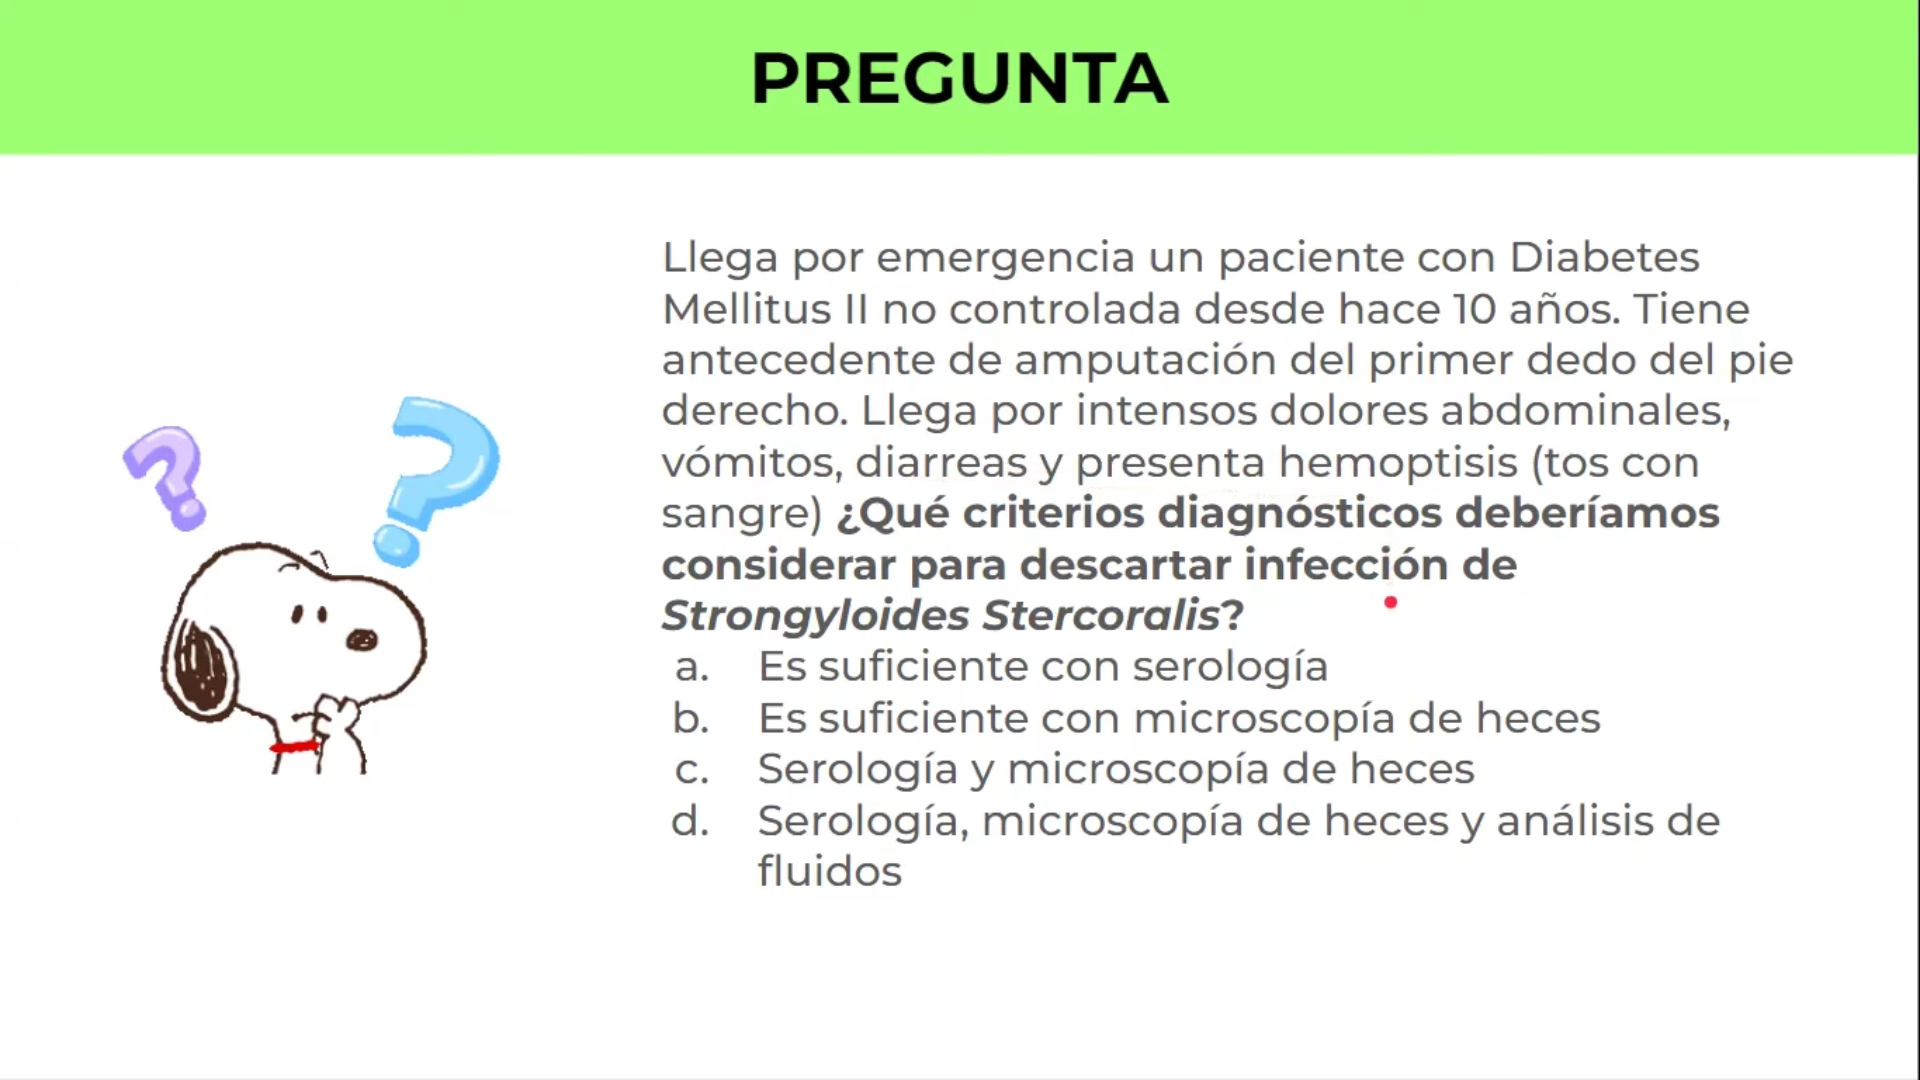 PREGUNTA
Llega por emergencia un paciente con Diabetes
Mellitus II no controlada desde hace 10 años. Tiene
antecedente de amputación del primer dedo del pie
derecho. Llega por intensos dolores abdominales,
vómitos, diarreas y presenta hemoptisis (tos con
sangre) ¿Qué criterios diagnósticos deberíamos
considerar para descartar infección de
Strongyloides Stercoralis?
a. Es suficiente con serología
b. Es suficiente con microscopía de heces
c. Serología y microscopía de heces
d. Serología, microscopía de heces y análisis de
fluidos